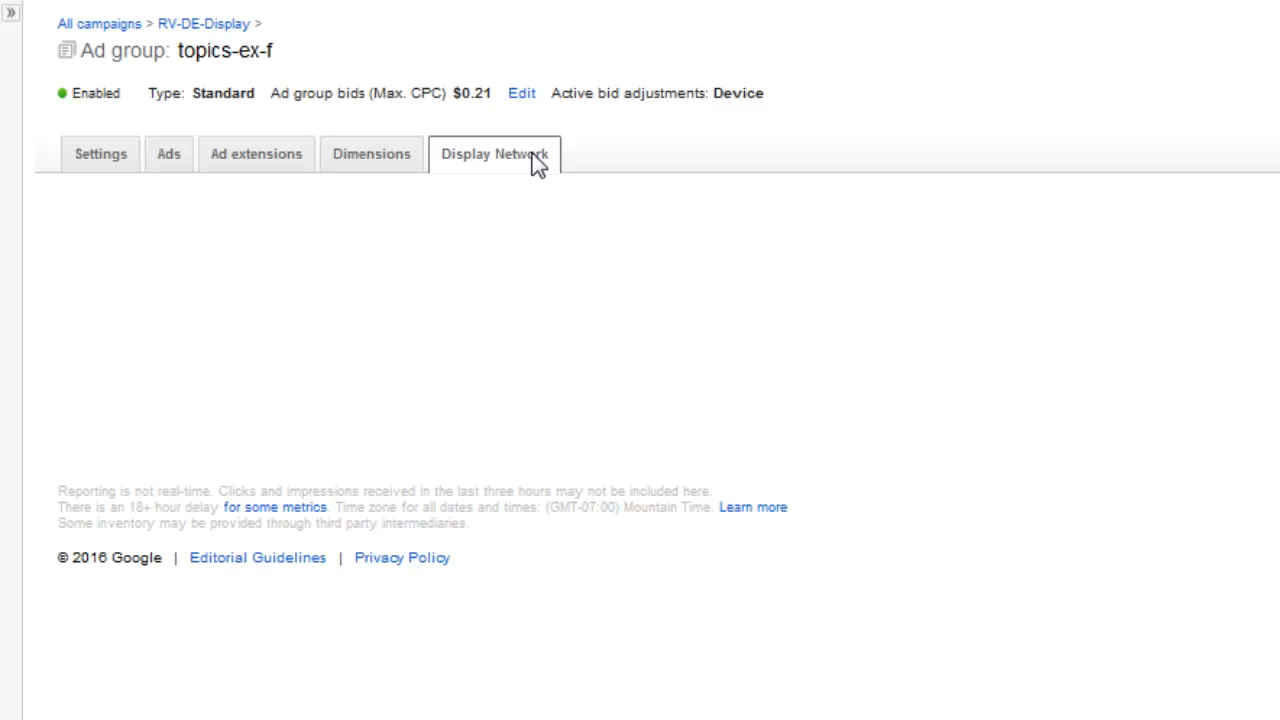 All campaigns > RV-DE-Display >
Ad group: topics-ex-f
Enabled Type: Standard Ad group bids (Max. CPC) $0.21 Edit Active bid adjustments: Device
Settings Ads Ad extensions Dimensions Display Network
Reporting is not real-time. Clicks and impressions received in the last three hours may not be included here.
There is an 18+ hour delay for some metrics. Time zone for all dates and times: (GMT-07:00) Mountain Time. Learn more
Some inventory may be provided through third party intermediaries.
© 2016 Google | Editorial Guidelines | Privacy Policy